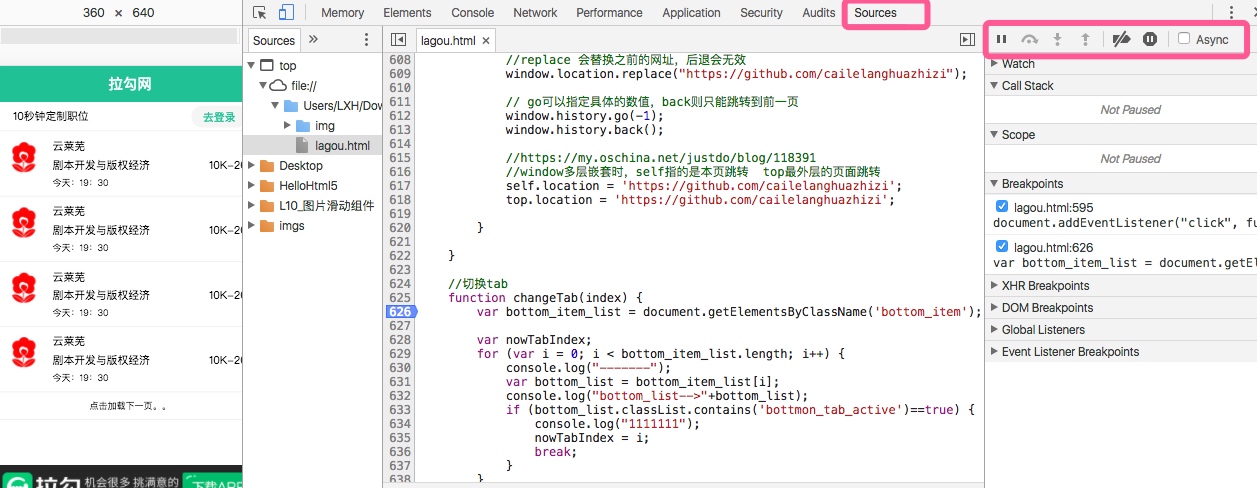 360 × 640
Memory Elements Console Network Performance Application Security Audits Sources
拉勾网
10秒钟定制职位
去登录
云莱芜
剧本开发与版权经济 10K-20
今天: 19: 30
云莱芜
剧本开发与版权经济 10K-
今天: 19: 30
云莱芜
剧本开发与版权经济 10K-
今天: 19: 30
云莱芜
剧本开发与版权经济 10K-
今天: 19: 30
点击加载下一页。。
拉勾 机会很多 挑满意的 下载APP
Sources »
top
file://
Users/LXH/Dow
img
lagou.html
Desktop
HelloHtml5
L10_图片滑动组件
imgs
lagou.html ×
608 //replace 会替换之前的网址，后退会无效
609 window.location.replace("https://github.com/cailelanghuazhizi");
610
611 // go可以指定具体的数值，back则只能跳转到前一页
612 window.history.go(-1);
613 window.history.back();
614
615 //https://my.oschina.net/justdo/blog/118391
616 //window多层嵌套时，self指的是本页跳转 top最外层的页面跳转
617 self.location = 'https://github.com/cailelanghuazhizi';
618 top.location = 'https://github.com/cailelanghuazhizi';
619
620 }
621
622 }
623
624 //切换tab
625 function changeTab(index) {
626 var bottom_item_list = document.getElementsByClassName('bottom_item');
627
628 var nowTabIndex;
629 for (var i = 0; i < bottom_item_list.length; i++) {
630 console.log("-------");
631 var bottom_list = bottom_item_list[i];
632 console.log("bottom_list-->"+bottom_list);
633 if (bottom_list.classList.contains('bottmon_tab_active')==true) {
634 console.log("1111111");
635 nowTabIndex = i;
636 break;
637 }
638 }
Async
Watch
Call Stack
Not Paused
Scope
Not Paused
Breakpoints
lagou.html:595
document.addEventListener("click", fu
lagou.html:626
var bottom_item_list = document.getEl
XHR Breakpoints
DOM Breakpoints
Global Listeners
Event Listener Breakpoints